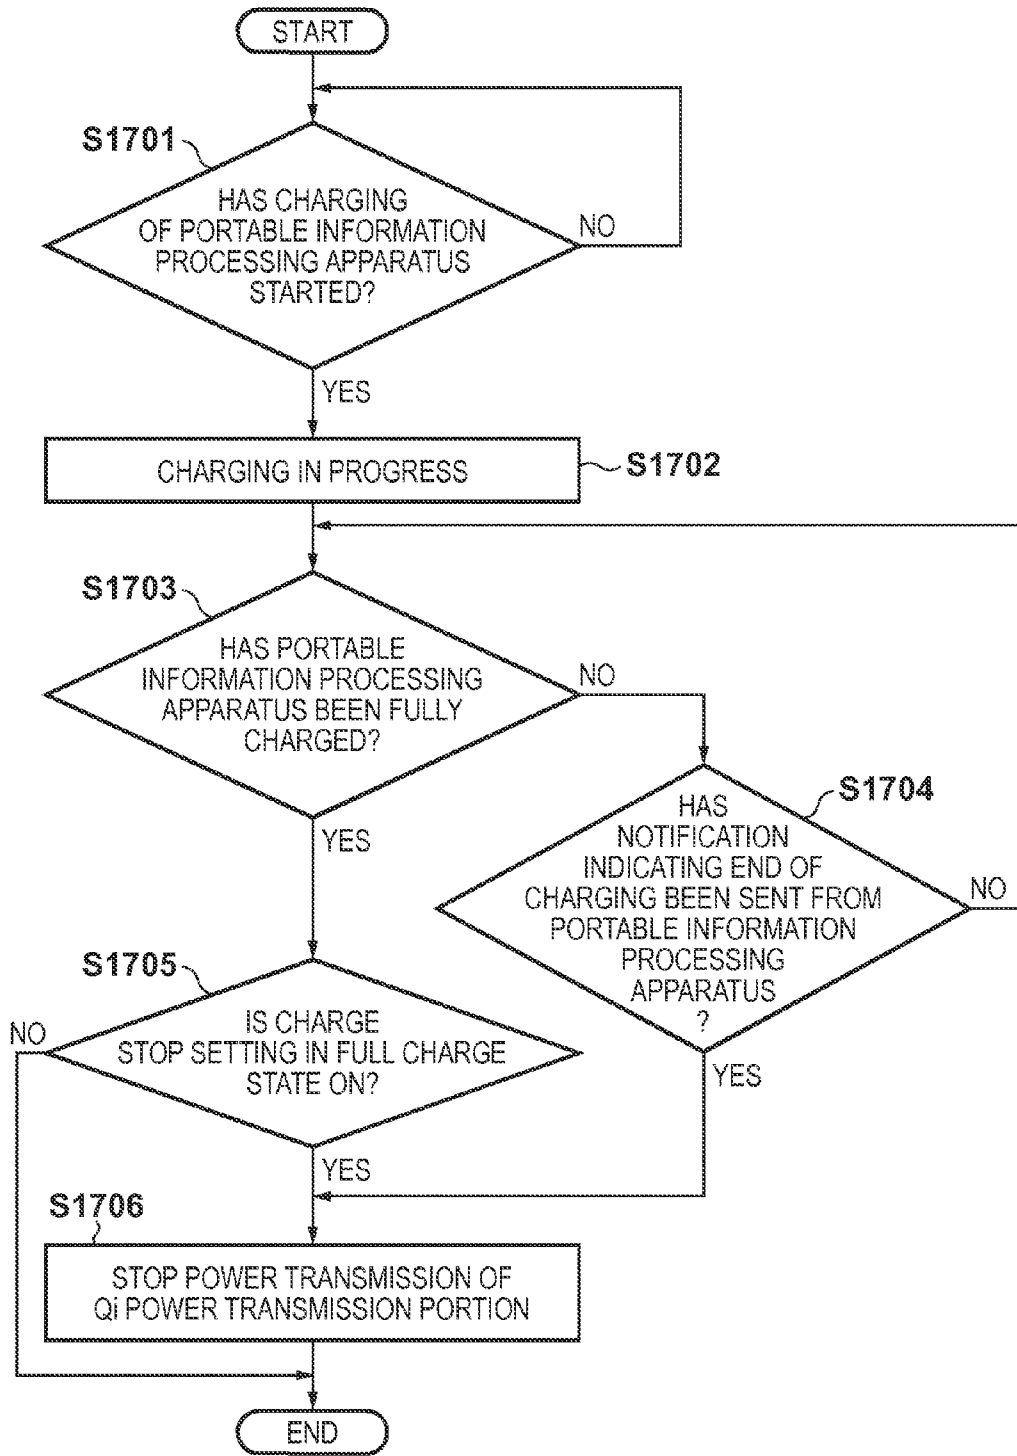 START
S1701
HAS CHARGING
OF PORTABLE INFORMATION
PROCESSING APPARATUS
STARTED?
NO
YES
CHARGING IN PROGRESS
S1702
S1703
HAS PORTABLE
INFORMATION PROCESSING
APPARATUS BEEN FULLY
CHARGED?
NO
YES
S1704
HAS
NOTIFICATION
INDICATING END OF
CHARGING BEEN SENT FROM
PORTABLE INFORMATION
PROCESSING
APPARATUS
?
NO
YES
S1705
IS CHARGE
STOP SETTING IN FULL CHARGE
STATE ON?
NO
YES
S1706
STOP POWER TRANSMISSION OF
Qi POWER TRANSMISSION PORTION
END